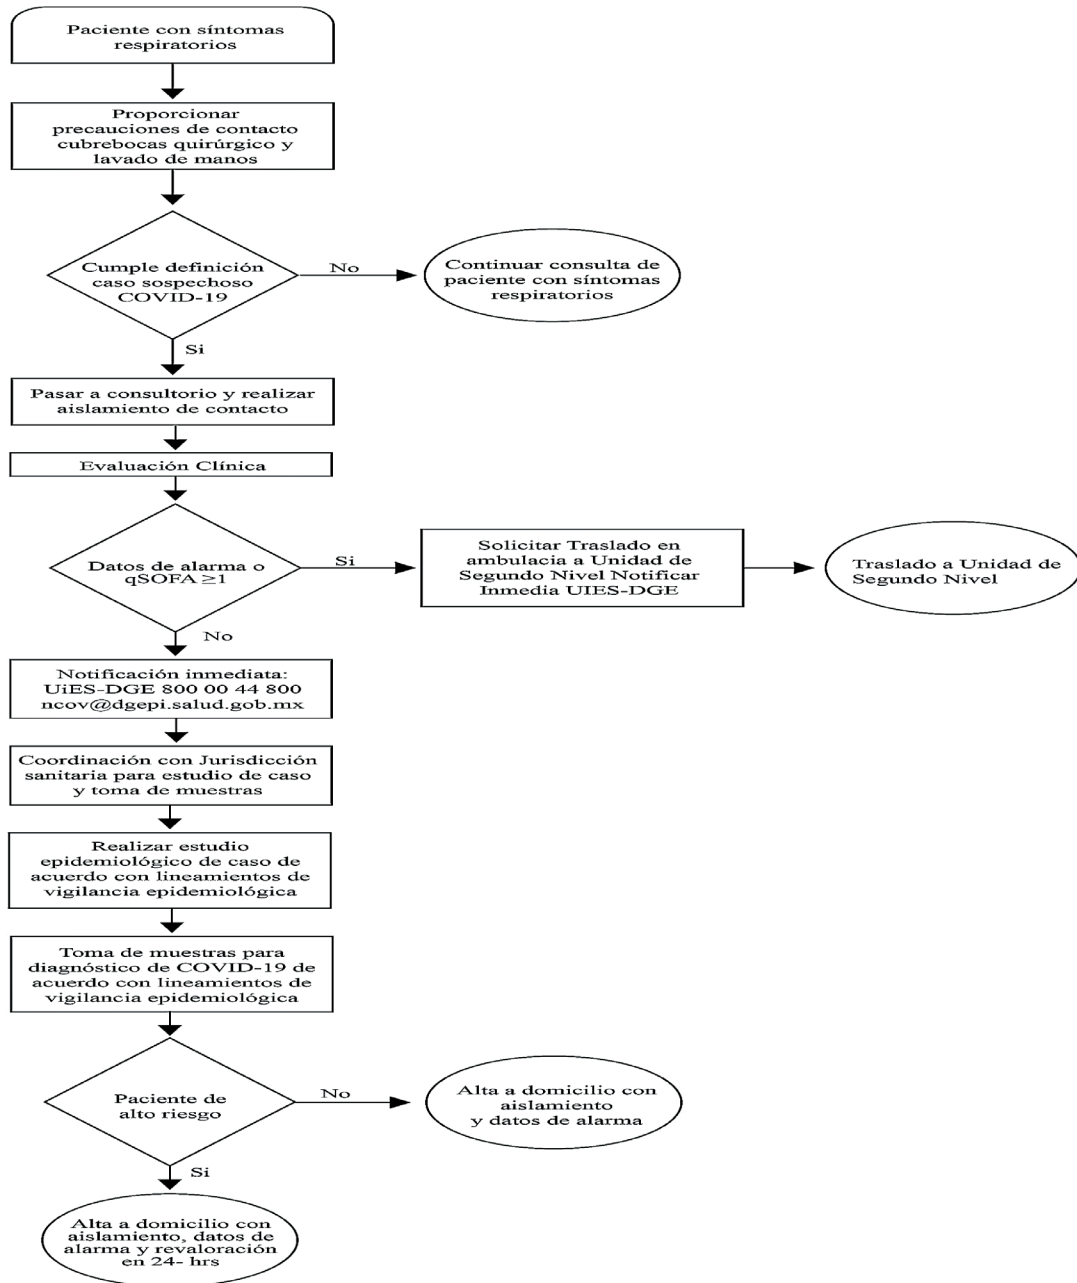 Paciente con síntomas
respiratorios
Proporcionar
precauciones de contacto
cubrebocas quirúrgico y
lavado de manos
Cumple definición
caso sospechoso
COVID-19
No
Continuar consulta de
paciente con síntomas
respiratorios
Si
Pasar a consultorio y realizar
aislamiento de contacto
Evaluación Clínica
Datos de alarma o
qSOFA ≥1
Si
Solicitar Traslado en
ambulacia a Unidad de
Segundo Nivel Notificar
Inmedia UIES-DGE
Traslado a Unidad de
Segundo Nivel
No
Notificación inmediata:
UiES-DGE 800 00 44 800
ncov@dgepi.salud.gob.mx
Coordinación con Jurisdicción
sanitaria para estudio de caso
y toma de muestras
Realizar estudio
epidemiológico de caso de
acuerdo con lineamientos de
vigilancia epidemiológica
Toma de muestras para
diagnóstico de COVID-19 de
acuerdo con lineamientos de
vigilancia epidemiológica
Paciente de
alto riesgo
No
Alta a domicilio con
aislamiento
y datos de alarma
Si
Alta a domicilio con
aislamiento, datos de
alarma y revaloración
en 24- hrs